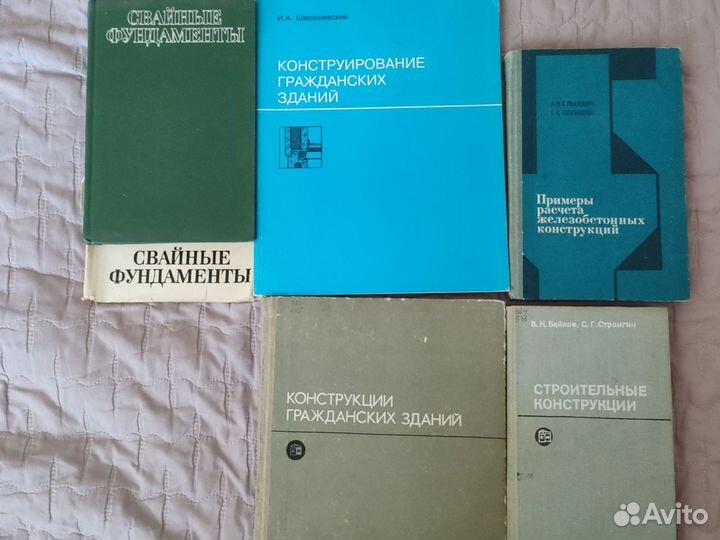 СВАЙНЫЕ
ФУНДАМЕНТЫ
СВАЙНЫЕ
ФУНДАМЕНТЫ
И.А. Шерешевский
КОНСТРУИРОВАНИЕ
ГРАЖДАНСКИХ
ЗДАНИЙ
Примеры
расчета
железобетонных
конструкций
КОНСТРУКЦИИ
ГРАЖДАНСКИХ ЗДАНИЙ
В. Н. Байков, С. Г. Стронгин
СТРОИТЕЛЬНЫЕ
КОНСТРУКЦИИ
Avito